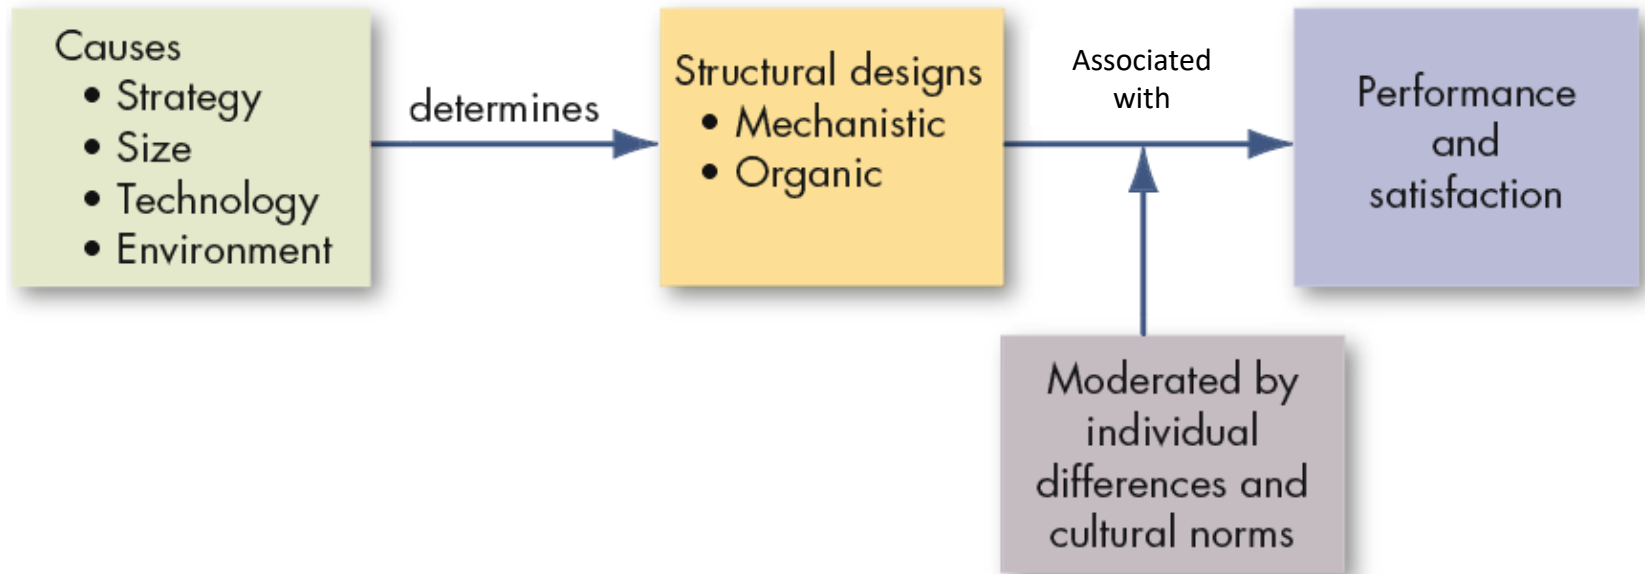 Causes
• Strategy
• Size
• Technology
• Environment
determines
Structural designs
• Mechanistic
• Organic
Associated
with
Performance
and
satisfaction
Moderated by
individual
differences and
cultural norms